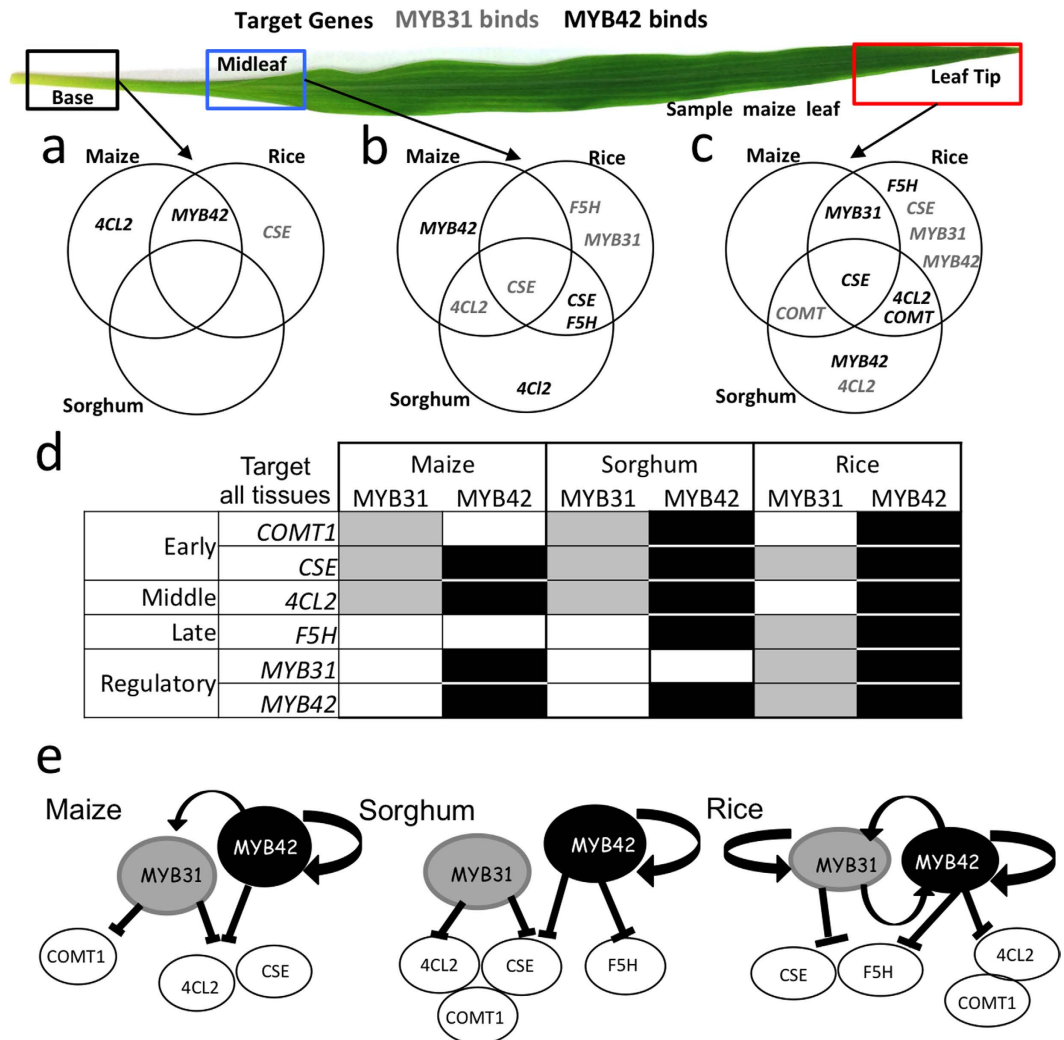 Target Genes MYB31 binds MYB42 binds
Base
Midleaf
Leaf Tip
Sample maize leaf
a
Maize
Rice
4CL2
MYB42
CSE
Sorghum
b
Maize
Rice
MYB42
F5H
MYB31
CSE
4CL2
CSE
F5H
4Cl2
Sorghum
c
Maize
Rice
F5H
MYB31
CSE
MYB31
MYB42
CSE
COMT
4CL2
COMT
MYB42
4CL2
Sorghum
d
Target
all tissues
Maize Sorghum Rice
MYB31 MYB42 MYB31 MYB42 MYB31 MYB42
Early
COMT1
CSE
Middle 4CL2
Late F5H
Regulatory
MYB31
MYB42
e
Maize
MYB42
MYB31
COMT1
4CL2
CSE
Sorghum
MYB42
MYB31
4CL2
CSE
F5H
COMT1
Rice
MYB31
MYB42
CSE
F5H
4CL2
COMT1